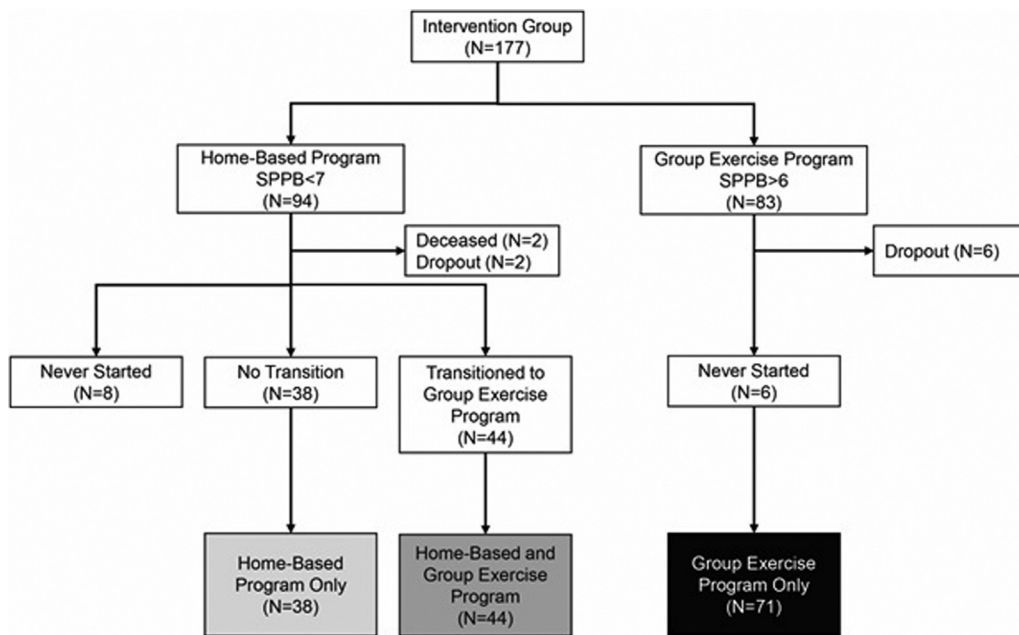 Intervention Group
(N=177)
Home-Based Program
SPPB<7
(N=94)
Group Exercise Program
SPPB>6
(N=83)
Deceased (N=2)
Dropout (N=2)
Dropout (N=6)
Never Started
(N=8)
No Transition
(N=38)
Transitioned to
Group Exercise
Program
(N=44)
Never Started
(N=6)
Home-Based
Program Only
(N=38)
Home-Based and
Group Exercise
Program
(N=44)
Group Exercise
Program Only
(N=71)